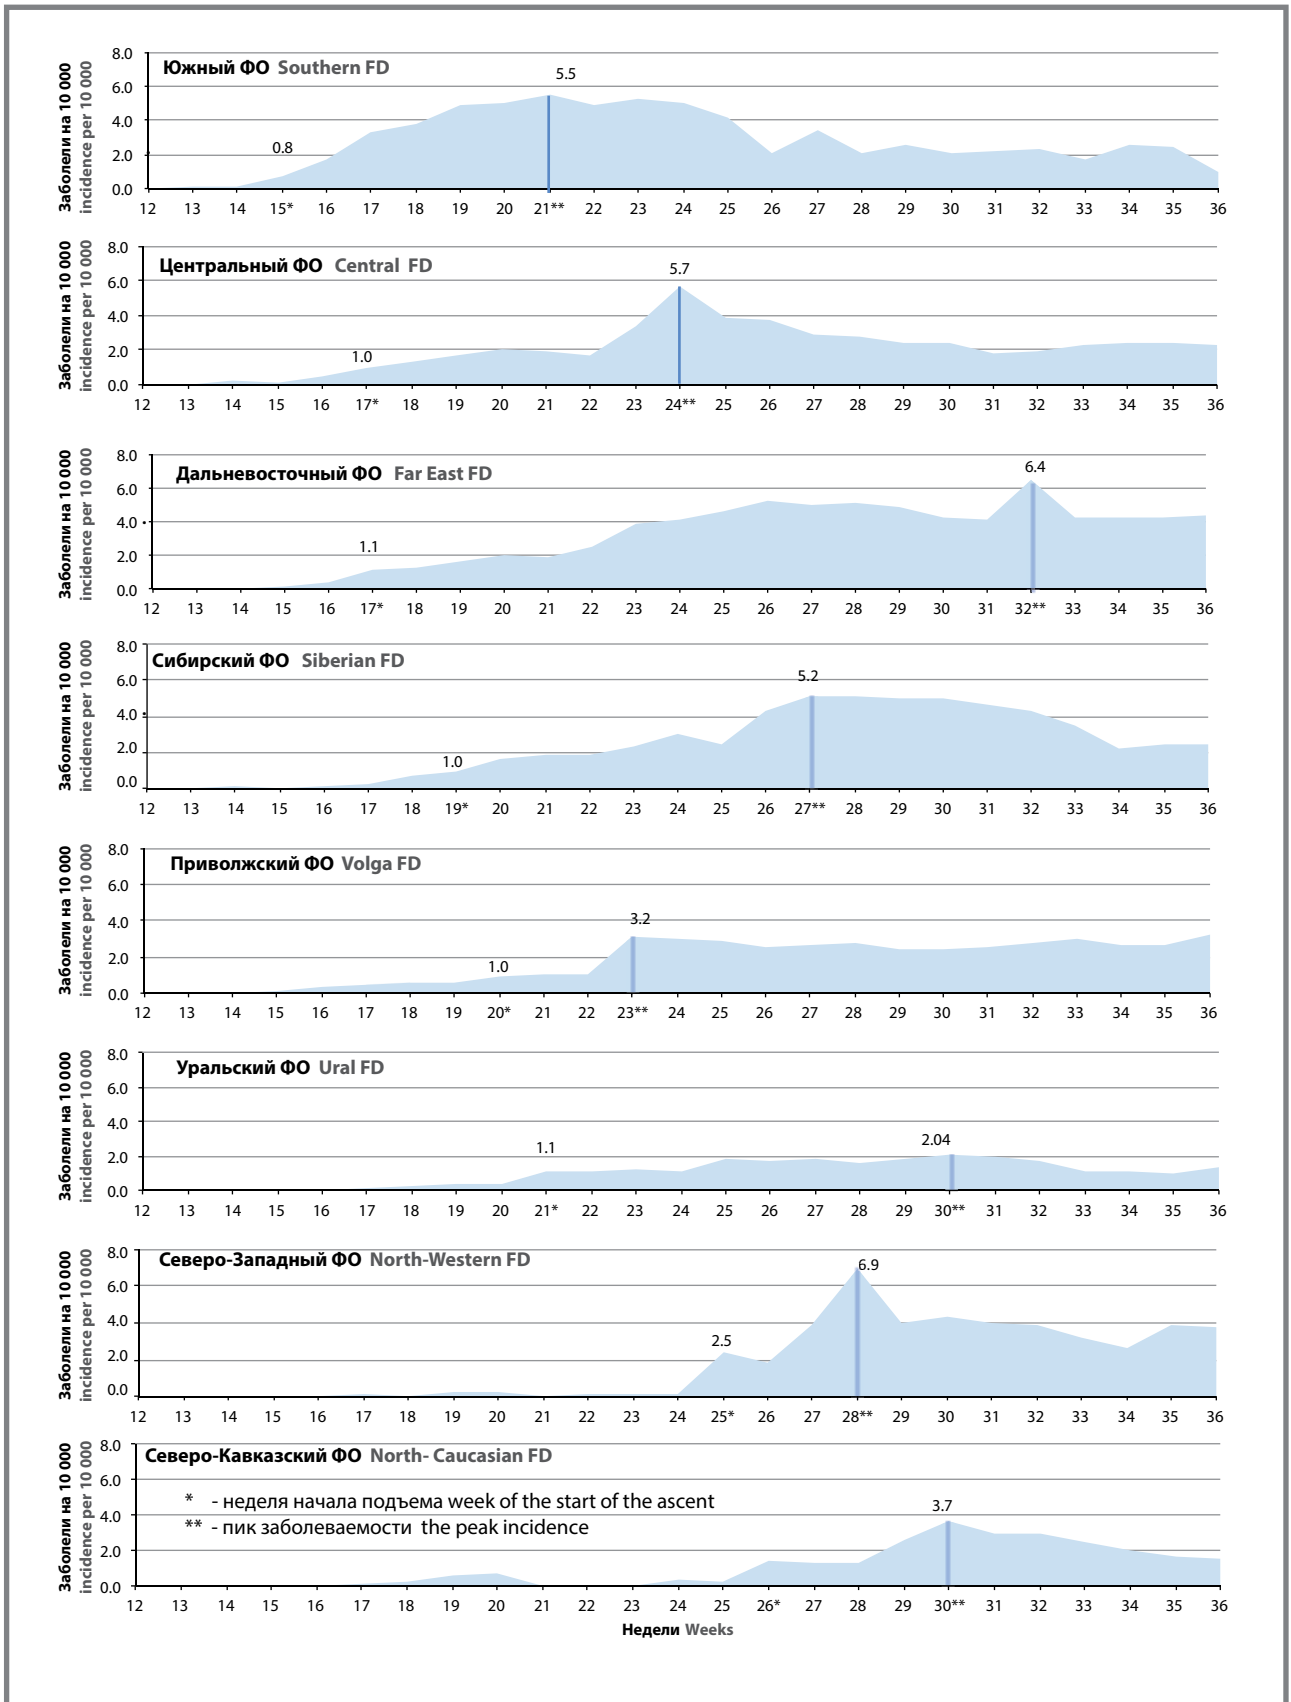 Южный ФО Southern FD
Заболели на 10 000
incidence per 10 000
8.0
6.0
4.0
2.0
0.0
0.8
5.5
12 13 14 15* 16 17 18 19 20 21** 22 23 24 25 26 27 28 29 30 31 32 33 34 35 36
Центральный ФО Central FD
Заболели на 10 000
incidence per 10 000
8.0
6.0
4.0
2.0
0.0
1.0
5.7
12 13 14 15 16 17* 18 19 20 21 22 23 24** 25 26 27 28 29 30 31 32 33 34 35 36
Дальневосточный ФО Far East FD
Заболели на 10 000
incidence per 10 000
8.0
6.0
4.0
2.0
0.0
1.1
6.4
12 13 14 15 16 17* 18 19 20 21 22 23 24 25 26 27 28 29 30 31 32** 33 34 35 36
Сибирский ФО Siberian FD
Заболели на 10 000
incidence per 10 000
8.0
6.0
4.0
2.0
0.0
1.0
5.2
12 13 14 15 16 17 18 19* 20 21 22 23 24 25 26 27** 28 29 30 31 32 33 34 35 36
Приволжский ФО Volga FD
Заболели на 10 000
incidence per 10 000
8.0
6.0
4.0
2.0
0.0
1.0
3.2
12 13 14 15 16 17 18 19 20* 21 22 23** 24 25 26 27 28 29 30 31 32 33 34 35 36
Уральский ФО Ural FD
Заболели на 10 000
incidence per 10 000
8.0
6.0
4.0
2.0
0.0
1.1
2.04
12 13 14 15 16 17 18 19 20 21* 22 23 24 25 26 27 28 29 30** 31 32 33 34 35 36
Северо-Западный ФО North-Western FD
Заболели на 10 000
incidence per 10 000
8.0
6.0
4.0
2.0
0.0
2.5
6.9
12 13 14 15 16 17 18 19 20 21 22 23 24 25* 26 27 28** 29 30 31 32 33 34 35 36
Северо-Кавказский ФО North- Caucasian FD
Заболели на 10 000
incidence per 10 000
8.0
6.0
4.0
2.0
0.0
* - неделя начала подъема week of the start of the ascent
** - пик заболеваемости the peak incidence
3.7
12 13 14 15 16 17 18 19 20 21 22 23 24 25 26* 27 28 29 30** 31 32 33 34 35 36
Недели Weeks